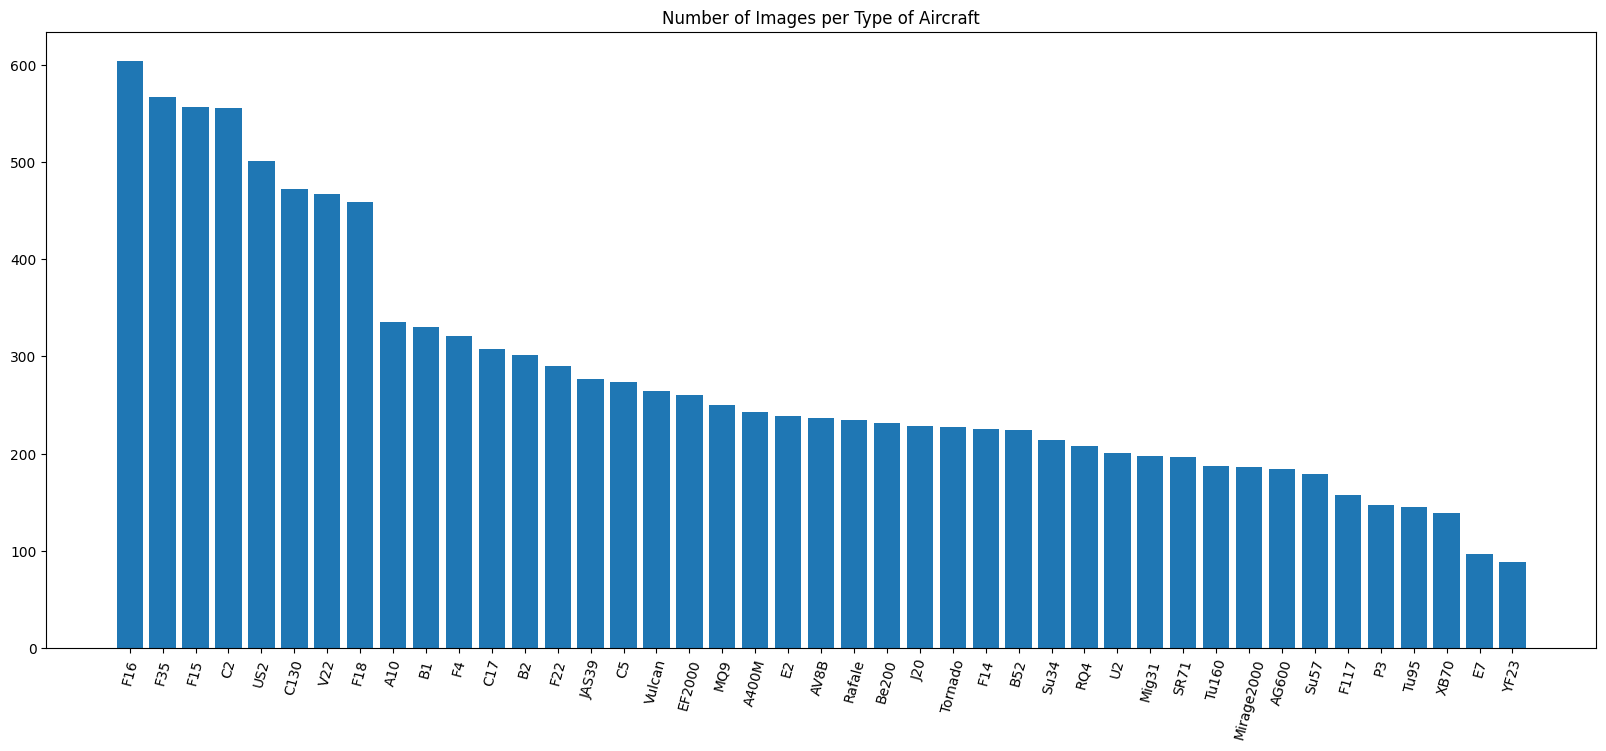 Number of Images per Type of Aircraft
600
500
400
300
200
100
0
F16
F35
F15
C2
US2
C130
V22
F18
A10
B1
F4
C17
B2
F22
JAS39
C5
Vulcan
EF2000
MQ9
A400M
E2
AV8B
Rafale
Be200
J20
Tornado
F14
B52
Su34
RQ4
U2
Mig31
SR71
Tu160
Mirage2000
AG600
Su57
F117
P3
Tu95
XB70
E7
YF23